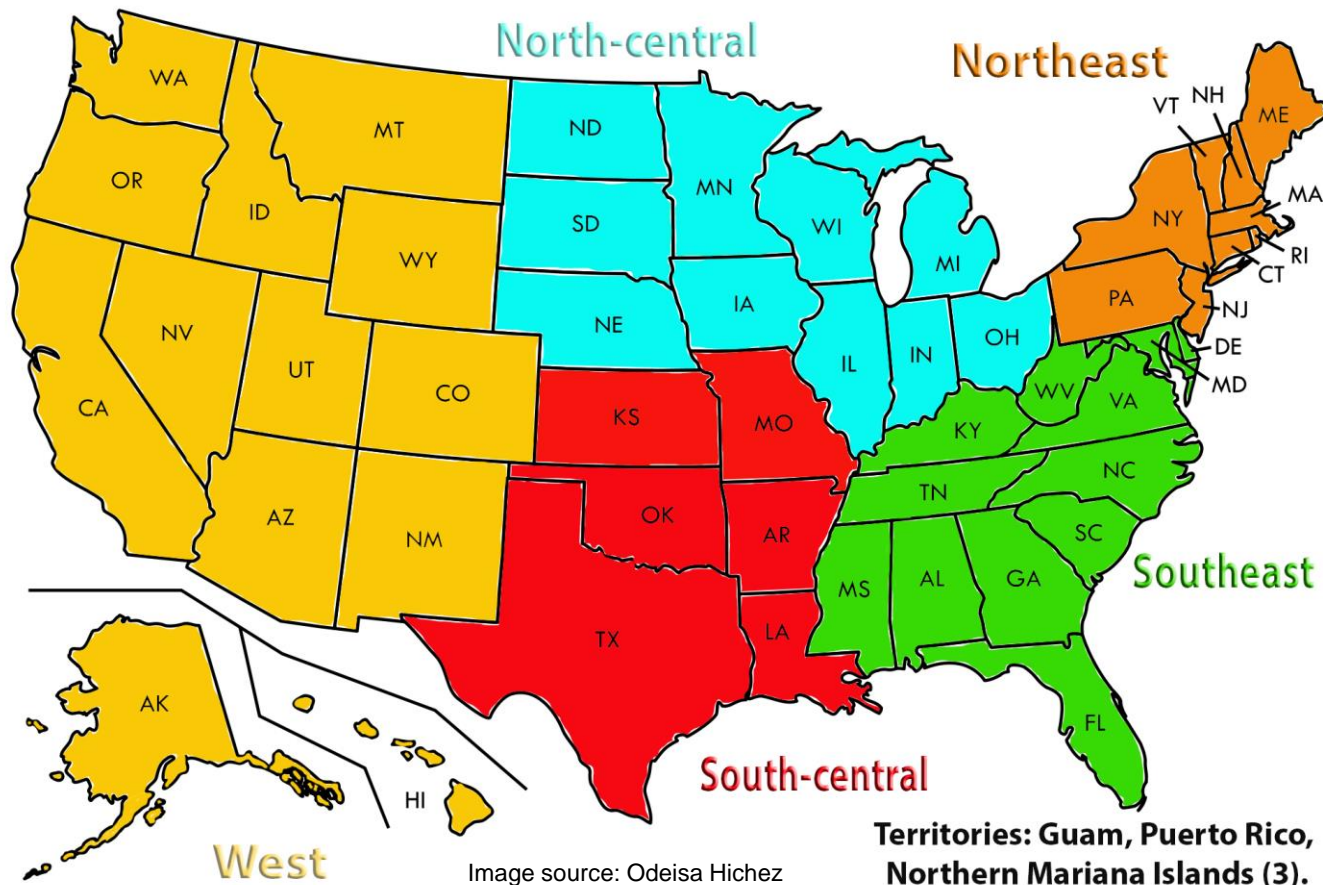 North-central
Northeast
WA
MT
ND
MN
VT
NH
ME
OR
ID
SD
WI
MI
NY
MA
WY
RI
CT
IA
PA
NJ
NV
NE
OH
DE
UT
CO
IL
IN
MD
CA
WV
VA
KS
MO
KY
NC
TN
AZ
NM
OK
AR
SC
Southeast
MS
AL
GA
TX
LA
AK
FL
South-central
HI
West
Image source: Odeisa Hichez
Territories: Guam, Puerto Rico,
Northern Mariana Islands (3).